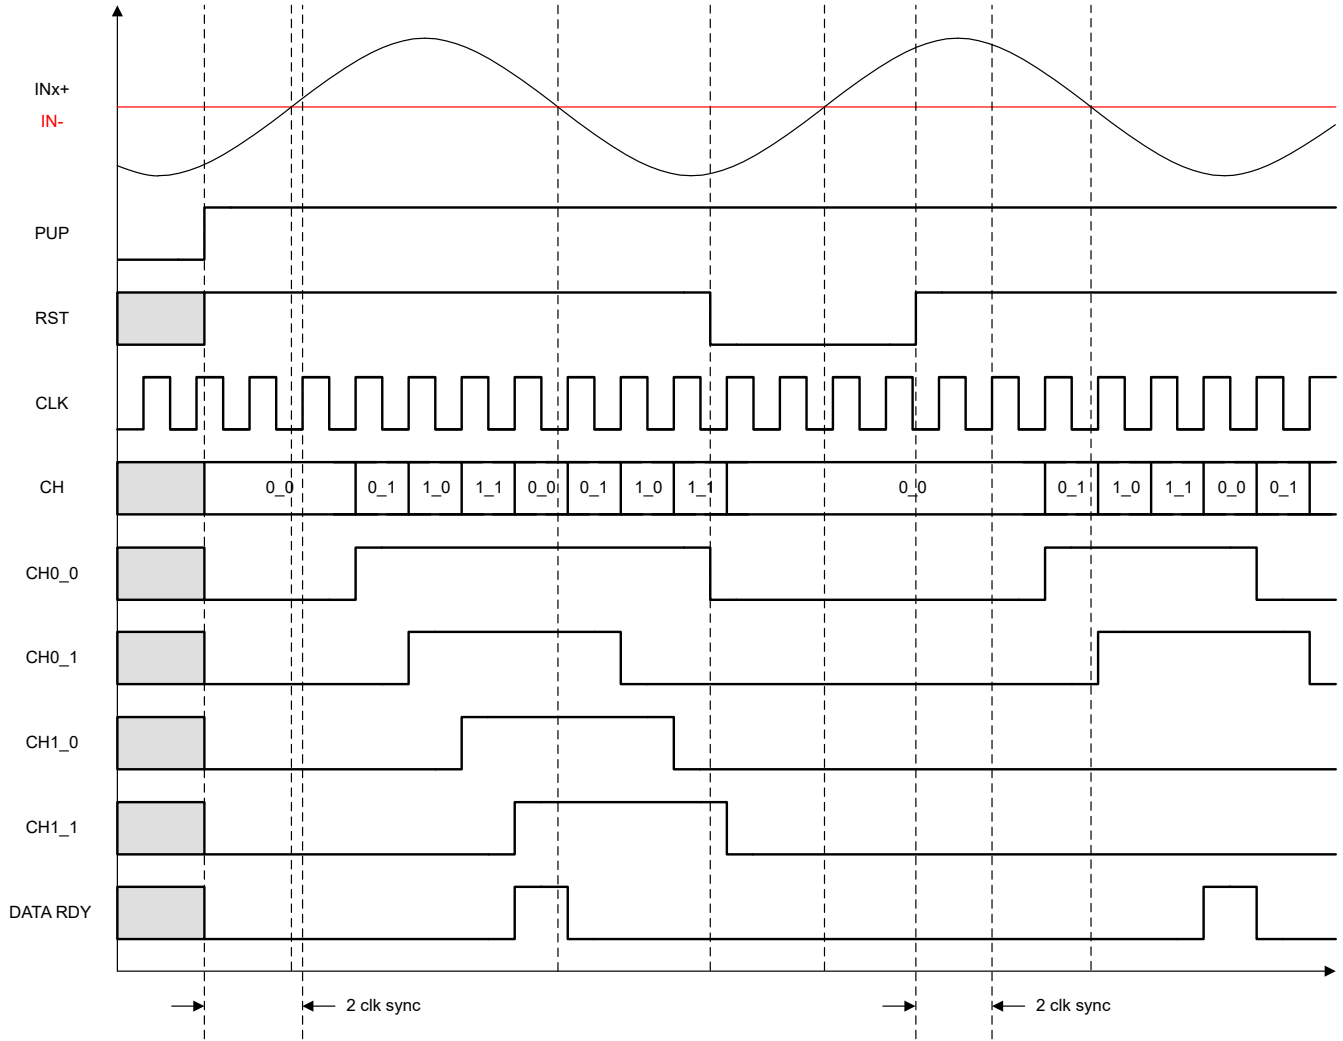 INx+
IN-
PUP
RST
CLK
CH
0_0
0_1
1_0
1_1
0_0
0_1
1_0
1_1
0_0
0_1
1_0
1_1
0_0
0_1
CH0_0
CH0_1
CH1_0
CH1_1
DATA RDY
2 clk sync
2 clk sync